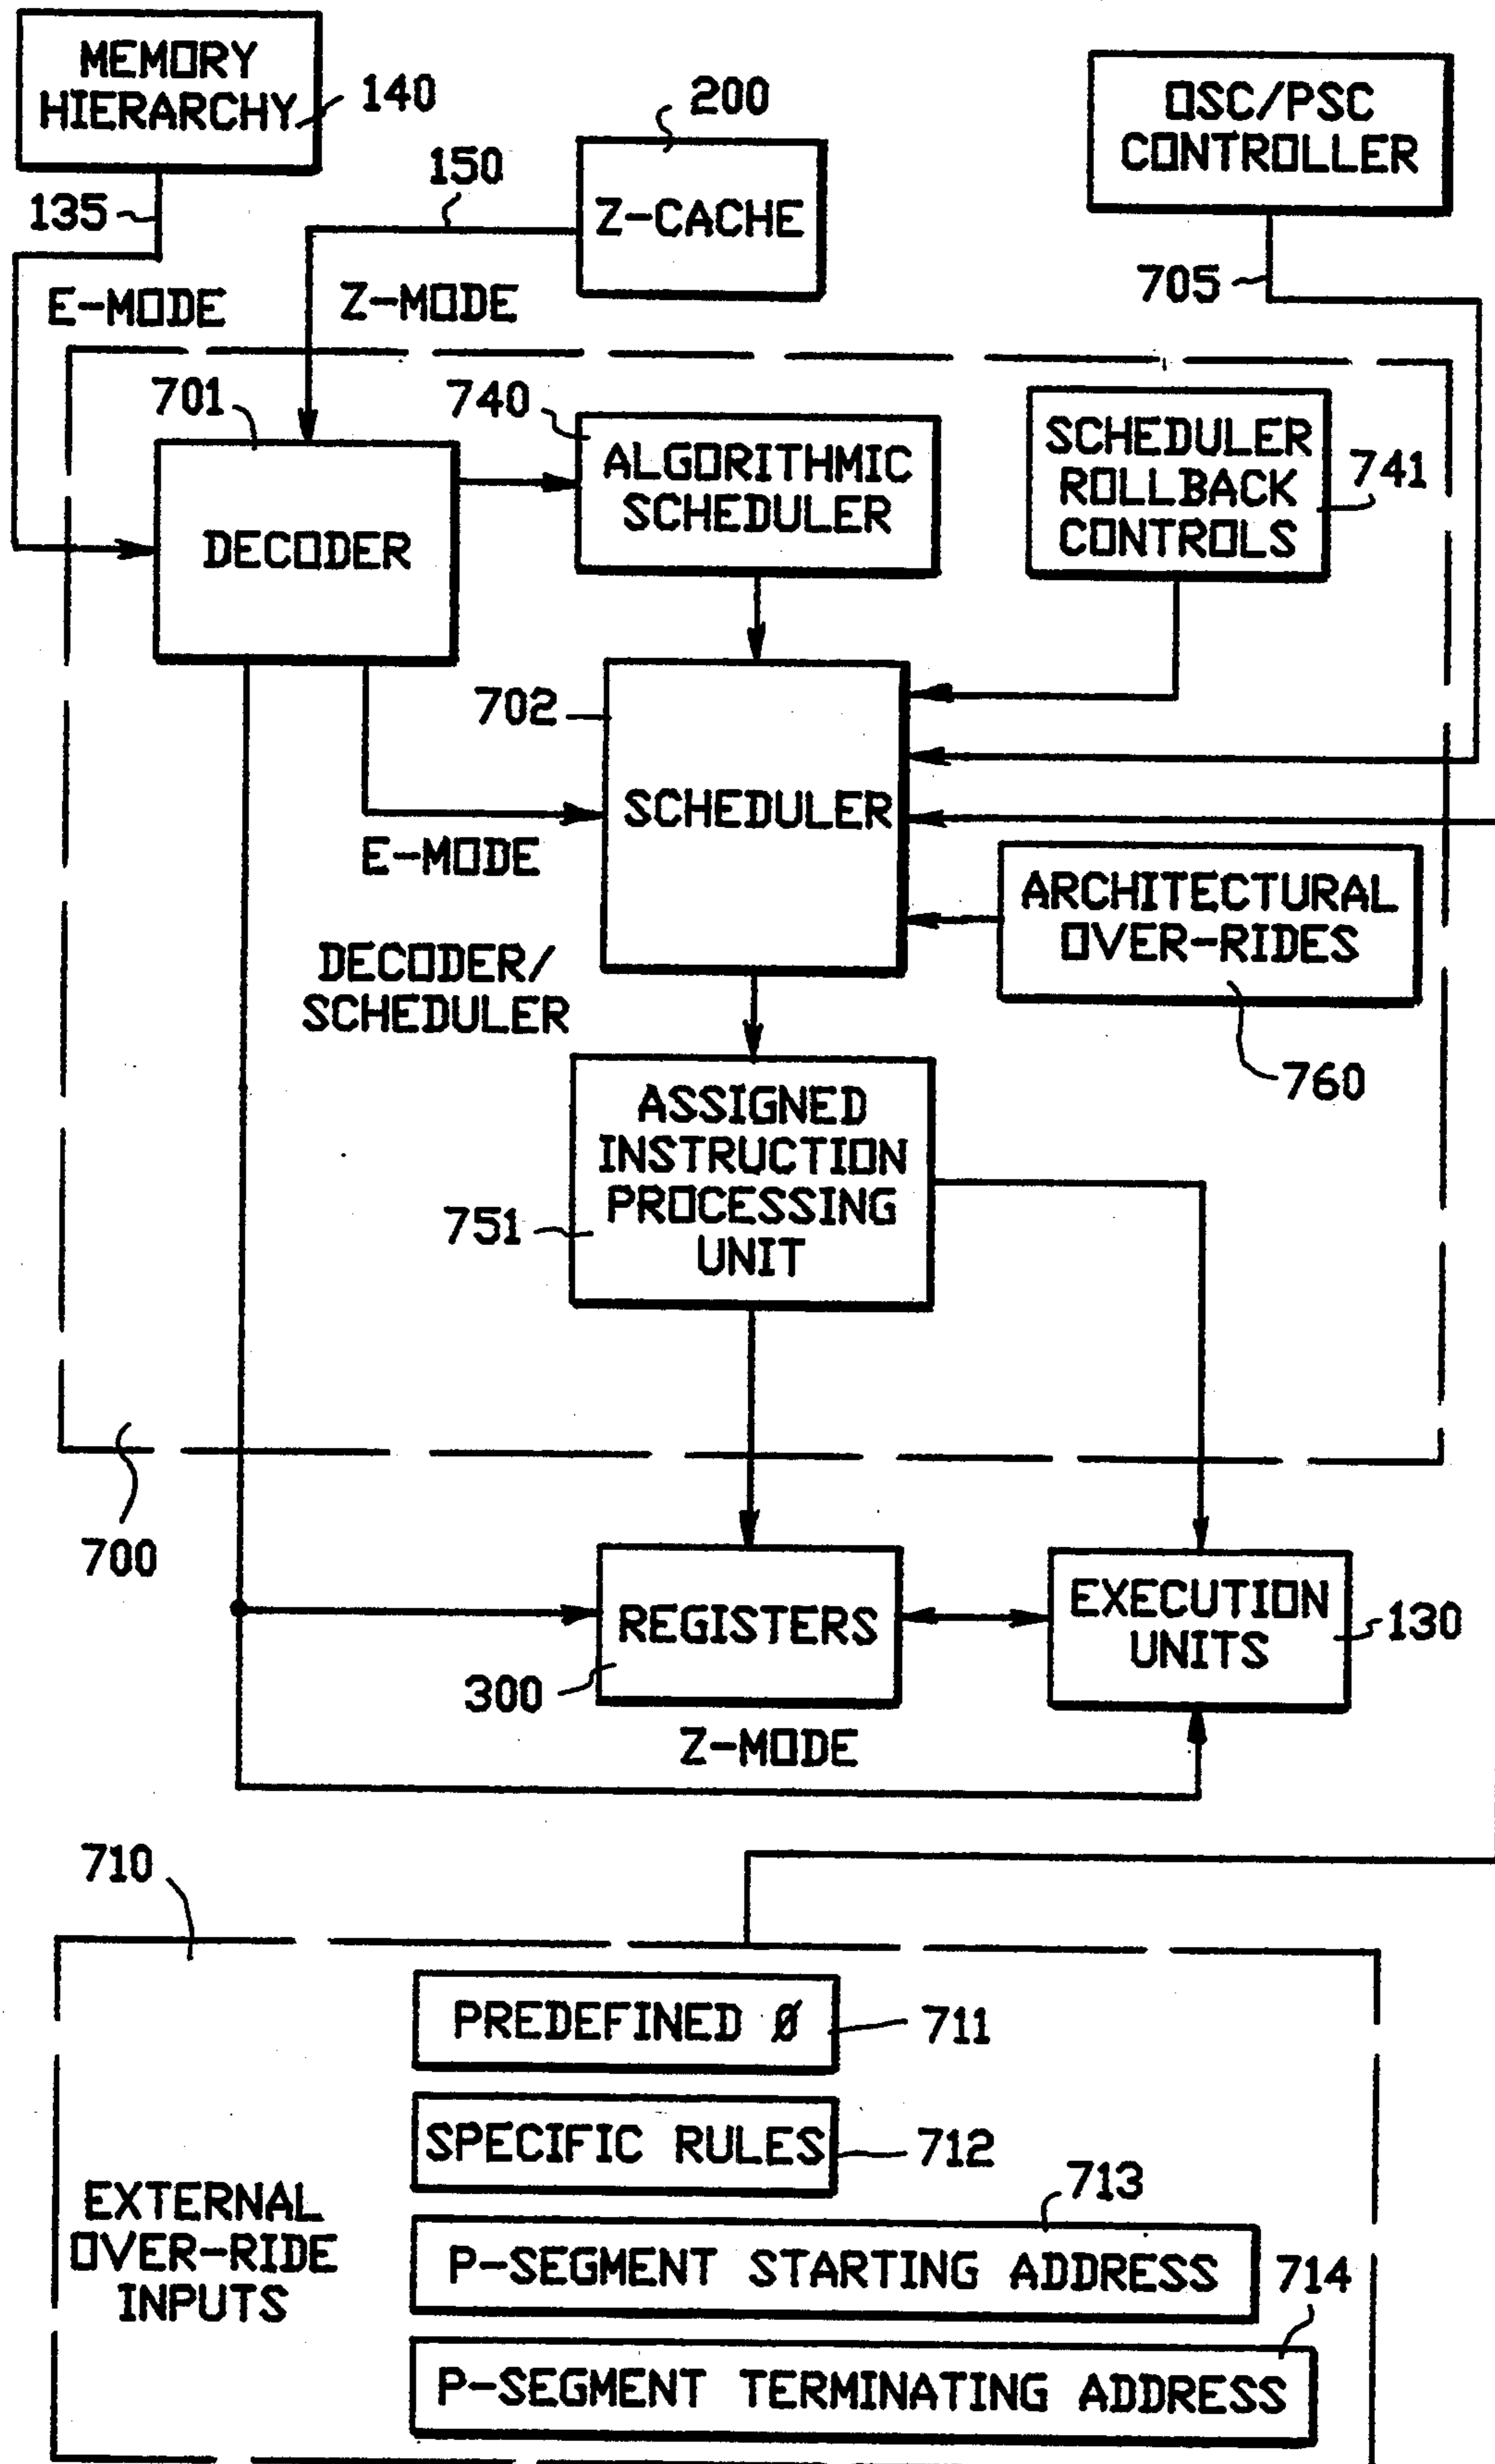 MEMORY
HIERARCHY
140
200
OSC/PSC
CONTROLLER
150
Z-CACHE
135
705
E-MODE
Z-MODE
701
740
ALGORITHMIC
SCHEDULER
SCHEDULER
ROLLBACK
CONTROLS
741
DECODER
702
SCHEDULER
E-MODE
ARCHITECTURAL
OVER-RIDES
DECODER/
SCHEDULER
760
ASSIGNED
INSTRUCTION
PROCESSING
UNIT
751
700
REGISTERS
EXECUTION
UNITS
130
300
Z-MODE
710
PREDEFINED Ø
711
SPECIFIC RULES
712
713
EXTERNAL
OVER-RIDE
INPUTS
P-SEGMENT STARTING ADDRESS
714
P-SEGMENT TERMINATING ADDRESS